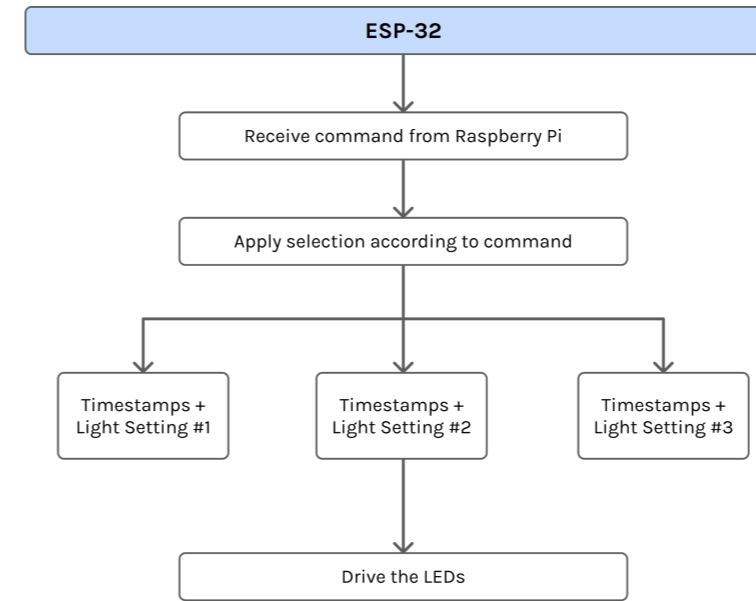 ESP-32
Receive command from Raspberry Pi
Apply selection according to command
Timestamps +
Light Setting #1
Timestamps +
Light Setting #2
Timestamps +
Light Setting #3
Drive the LEDs